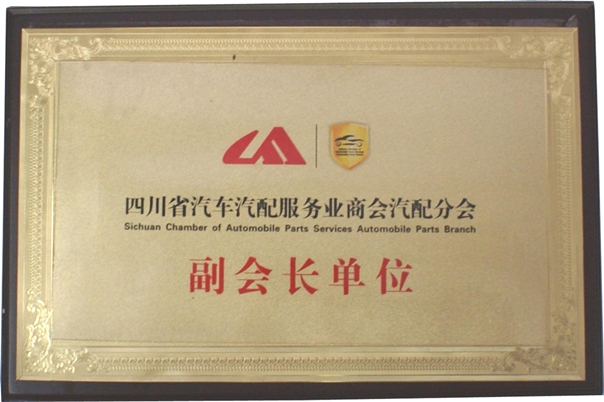 四川省汽车汽配服务业商会汽配分会
Sichuan Chamber of Automobile Parts Services Automobile Parts Branch
副会长单位